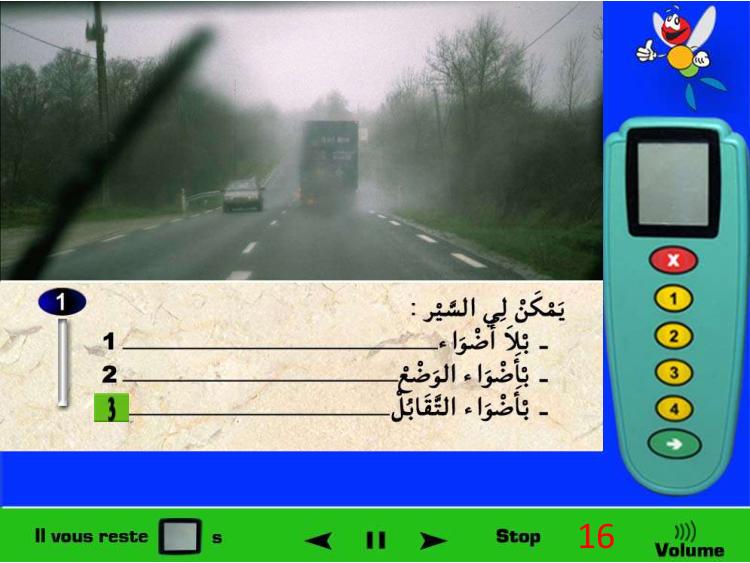 1
يَمْكَنْ لِي السَّيْر :
- بْلاَ أَضْوَاء 1
- بْأَضْوَاء الوَضْعْ 2
- بْأَضْوَاء التَّقَابُلْ 3
X
1
2
3
4
Il vous reste s
Stop
16
Volume